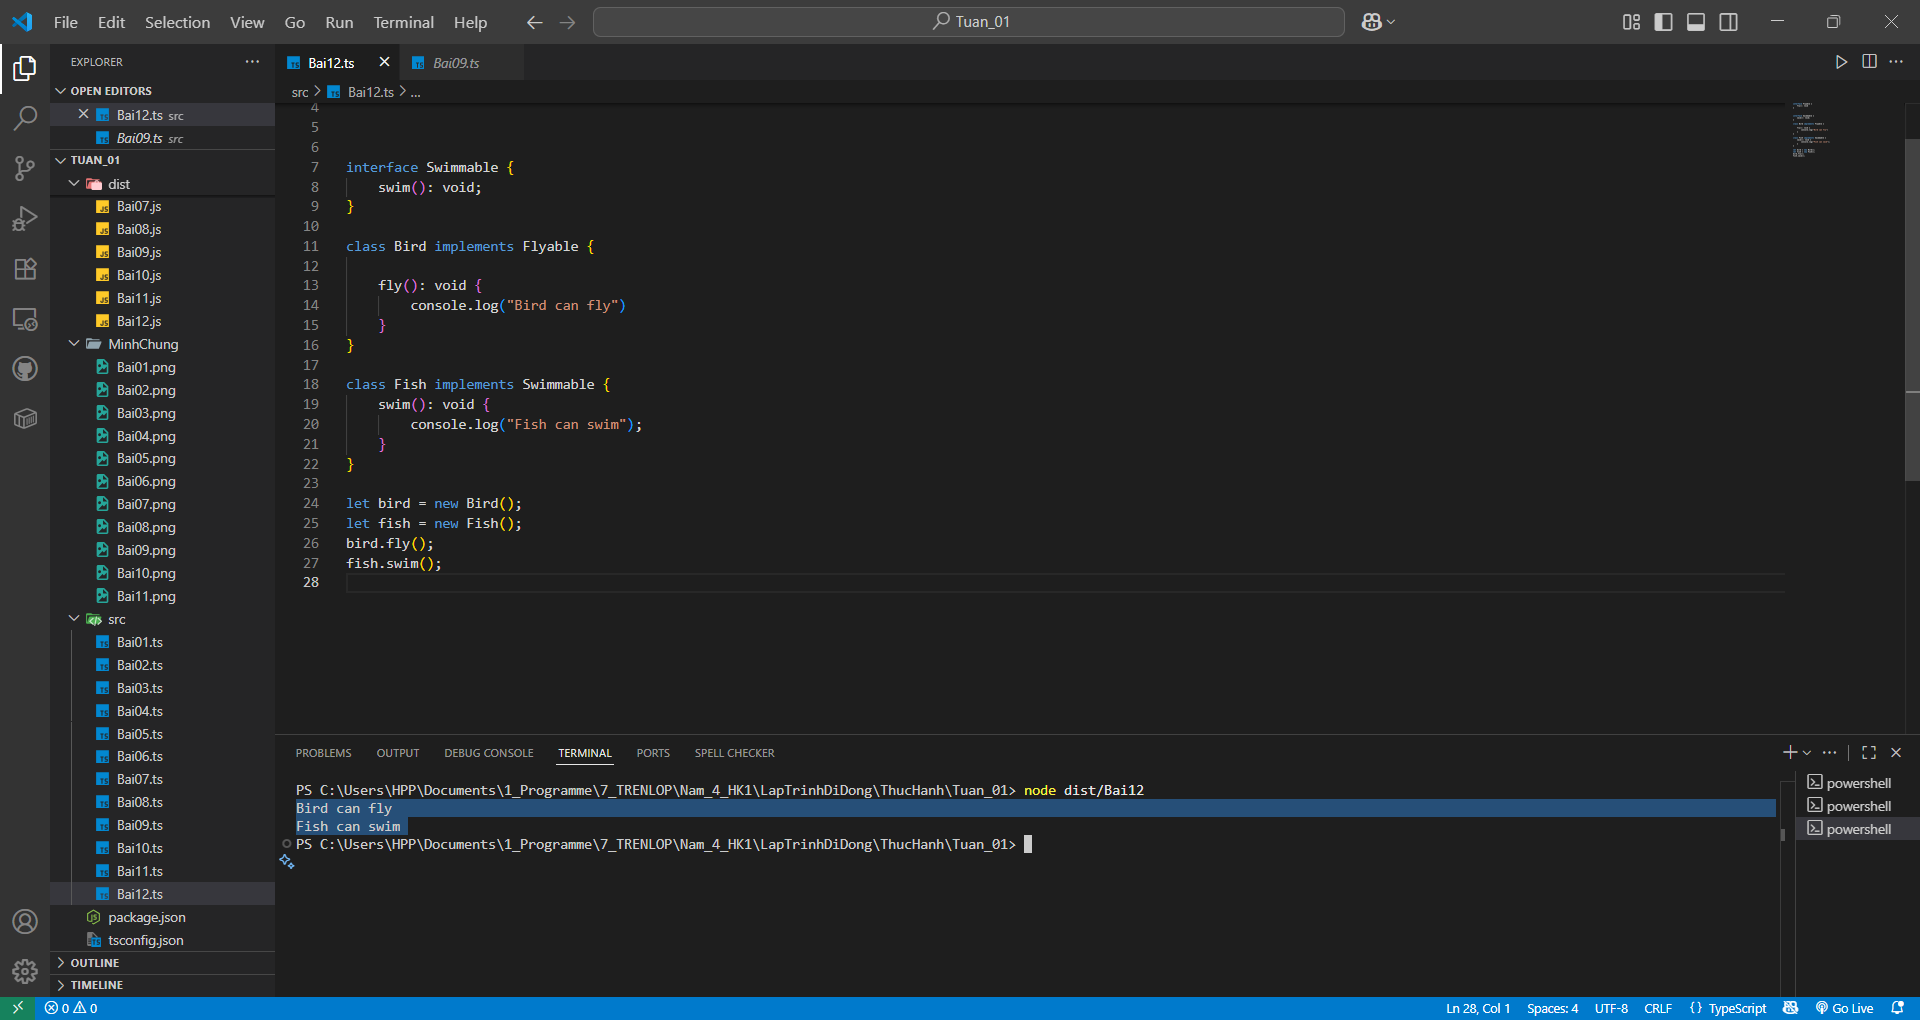 File Edit Selection View Go Run Terminal Help
Tuan_01
EXPLORER
OPEN EDITORS
Bai12.ts src
Bai09.ts src
TUAN_01
dist
Bai07.js
Bai08.js
Bai09.js
Bai10.js
Bai11.js
Bai12.js
MinhChung
Bai01.png
Bai02.png
Bai03.png
Bai04.png
Bai05.png
Bai06.png
Bai07.png
Bai08.png
Bai09.png
Bai10.png
Bai11.png
src
Bai01.ts
Bai02.ts
Bai03.ts
Bai04.ts
Bai05.ts
Bai06.ts
Bai07.ts
Bai08.ts
Bai09.ts
Bai10.ts
Bai11.ts
Bai12.ts
package.json
tsconfig.json
OUTLINE
TIMELINE
Bai12.ts Bai09.ts
src > Bai12.ts > ...
4
5
6
7 interface Swimmable {
8 swim(): void;
9 }
10
11 class Bird implements Flyable {
12
13 fly(): void {
14 console.log("Bird can fly")
15 }
16 }
17
18 class Fish implements Swimmable {
19 swim(): void {
20 console.log("Fish can swim");
21 }
22 }
23
24 let bird = new Bird();
25 let fish = new Fish();
26 bird.fly();
27 fish.swim();
28
PROBLEMS OUTPUT DEBUG CONSOLE TERMINAL PORTS SPELL CHECKER
PS C:\Users\HPP\Documents\1_Programme\7_TRENLOP\Nam_4_HK1\LapTrinhDiDong\ThucHanh\Tuan_01> node dist/Bai12
Bird can fly
Fish can swim
PS C:\Users\HPP\Documents\1_Programme\7_TRENLOP\Nam_4_HK1\LapTrinhDiDong\ThucHanh\Tuan_01>
powershell
powershell
powershell
0 0
Ln 28, Col 1 Spaces: 4 UTF-8 CRLF {} TypeScript Go Live